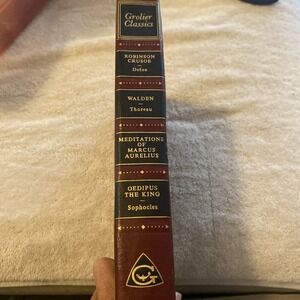 Grolier
Classics
ROBINSON
CRUSOE
Defoe
WALDEN
Thoreau
MEDITATIONS
OF
MARCUS
AURELIUS
OEDIPUS
THE KING
Sophocles
G